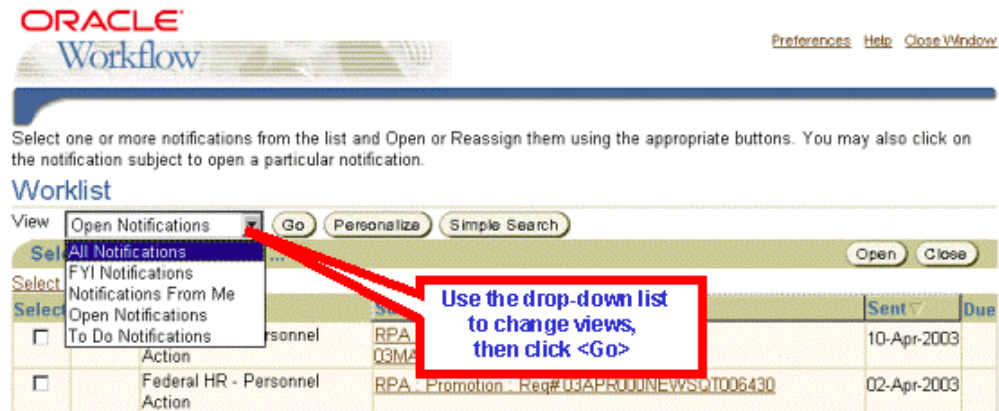 ORACLE
Workflow
Preferences Help Close Window
Select one or more notifications from the list and Open or Reassign them using the appropriate buttons. You may also click on
the notification subject to open a particular notification.
Worklist
View Open Notifications Go Personalize Simple Search
All Notifications
FYI Notifications
Notifications From Me
Open Notifications
To Do Notifications
Sel ... Open Close
Select
Select Sent Due
Use the drop-down list
to change views,
then click <Go>
Action
RPA
10-Apr-2003
Federal HR - Personnel
Action
RPA : Promotion : Req# 02-Apr-2003